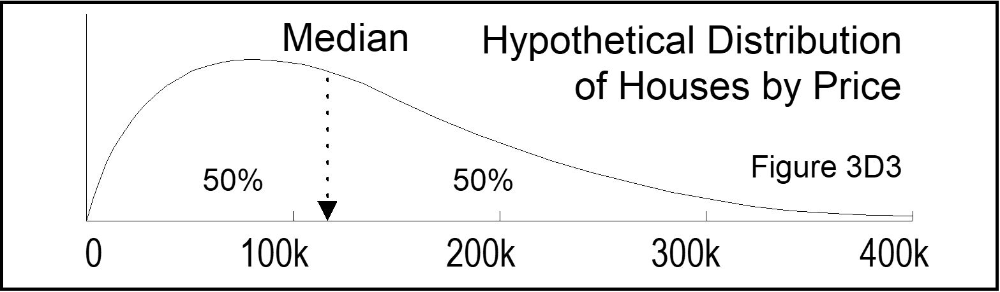 Median
Hypothetical Distribution
of Houses by Price
Figure 3D3
50% 50%
0 100k 200k 300k 400k